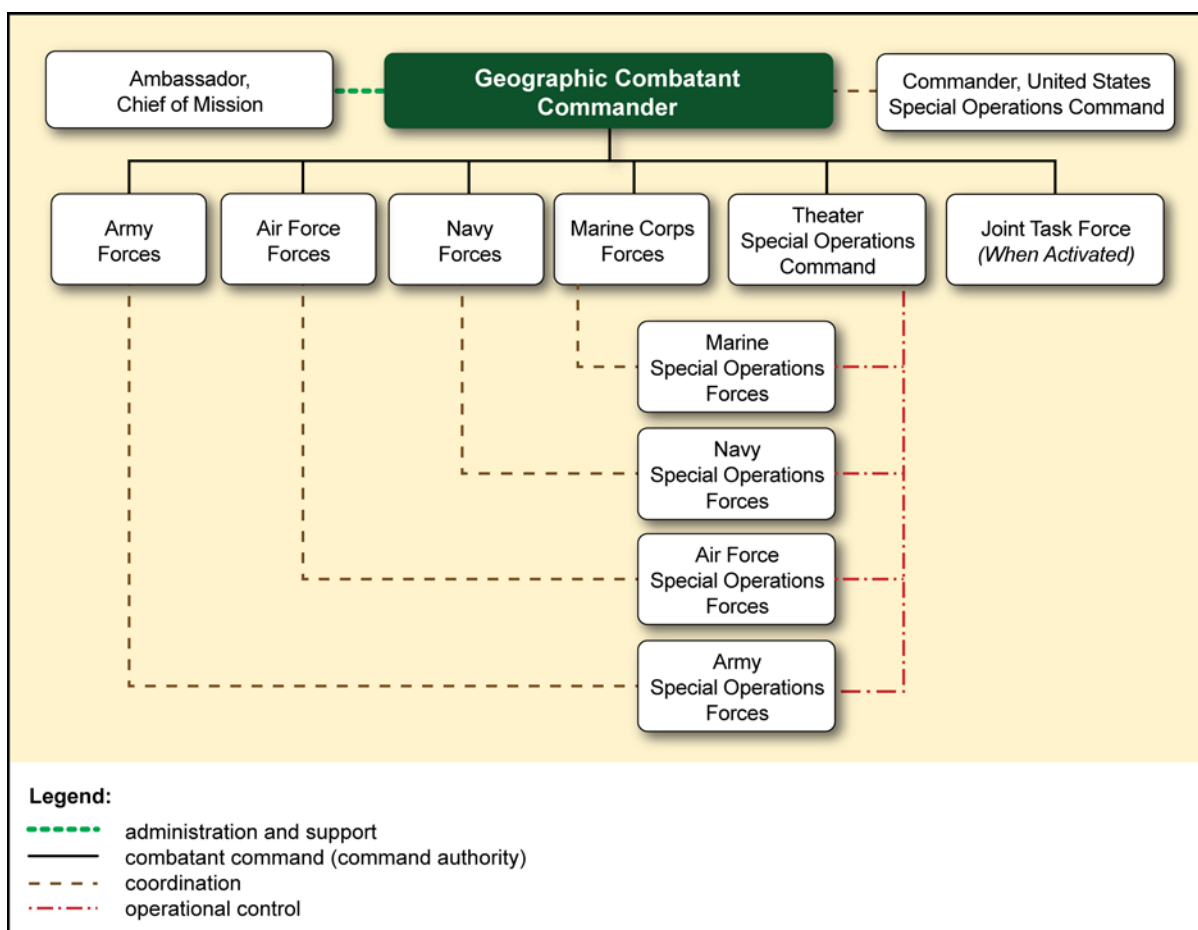 Ambassador,
Chief of Mission
Geographic Combatant
Commander
Commander, United States
Special Operations Command
Army
Forces
Air Force
Forces
Navy
Forces
Marine Corps
Forces
Theater
Special Operations
Command
Joint Task Force
(When Activated)
Marine
Special Operations
Forces
Navy
Special Operations
Forces
Air Force
Special Operations
Forces
Army
Special Operations
Forces
Legend:
administration and support
combatant command (command authority)
coordination
operational control